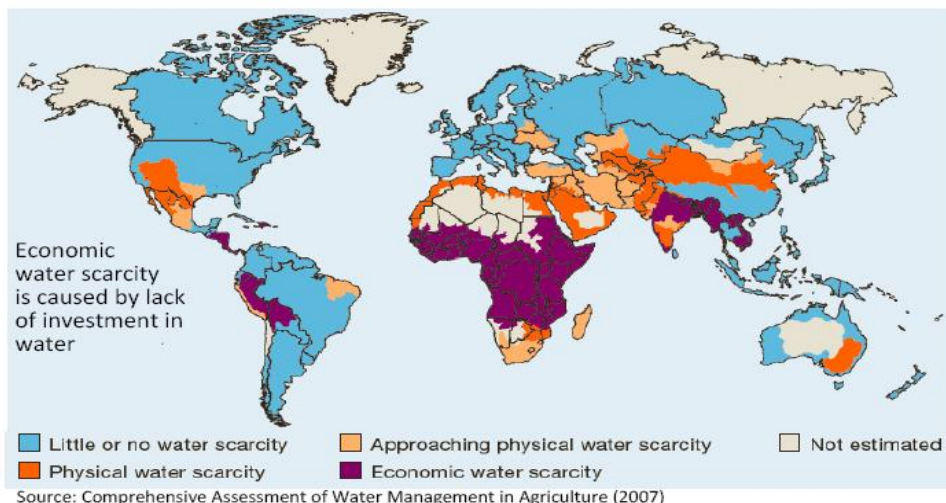 Economic
water scarcity
is caused by lack
of investment in
water
Little or no water scarcity
Approaching physical water scarcity
Not estimated
Physical water scarcity
Economic water scarcity
Source: Comprehensive Assessment of Water Management in Agriculture (2007)